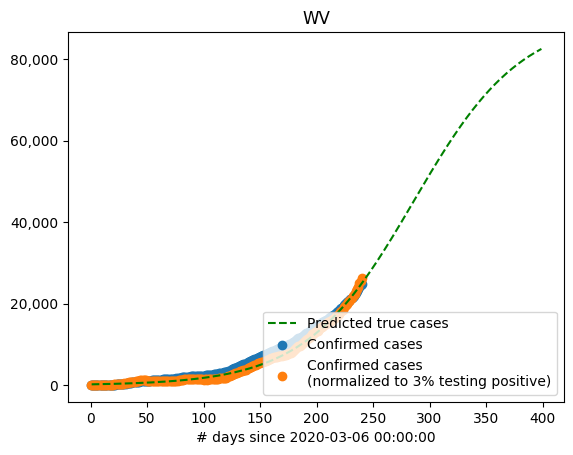 WV
80,000
60,000
40,000
20,000
0
Predicted true cases
Confirmed cases
Confirmed cases
(normalized to 3% testing positive)
0 50 100 150 200 250 300 350 400
# days since 2020-03-06 00:00:00